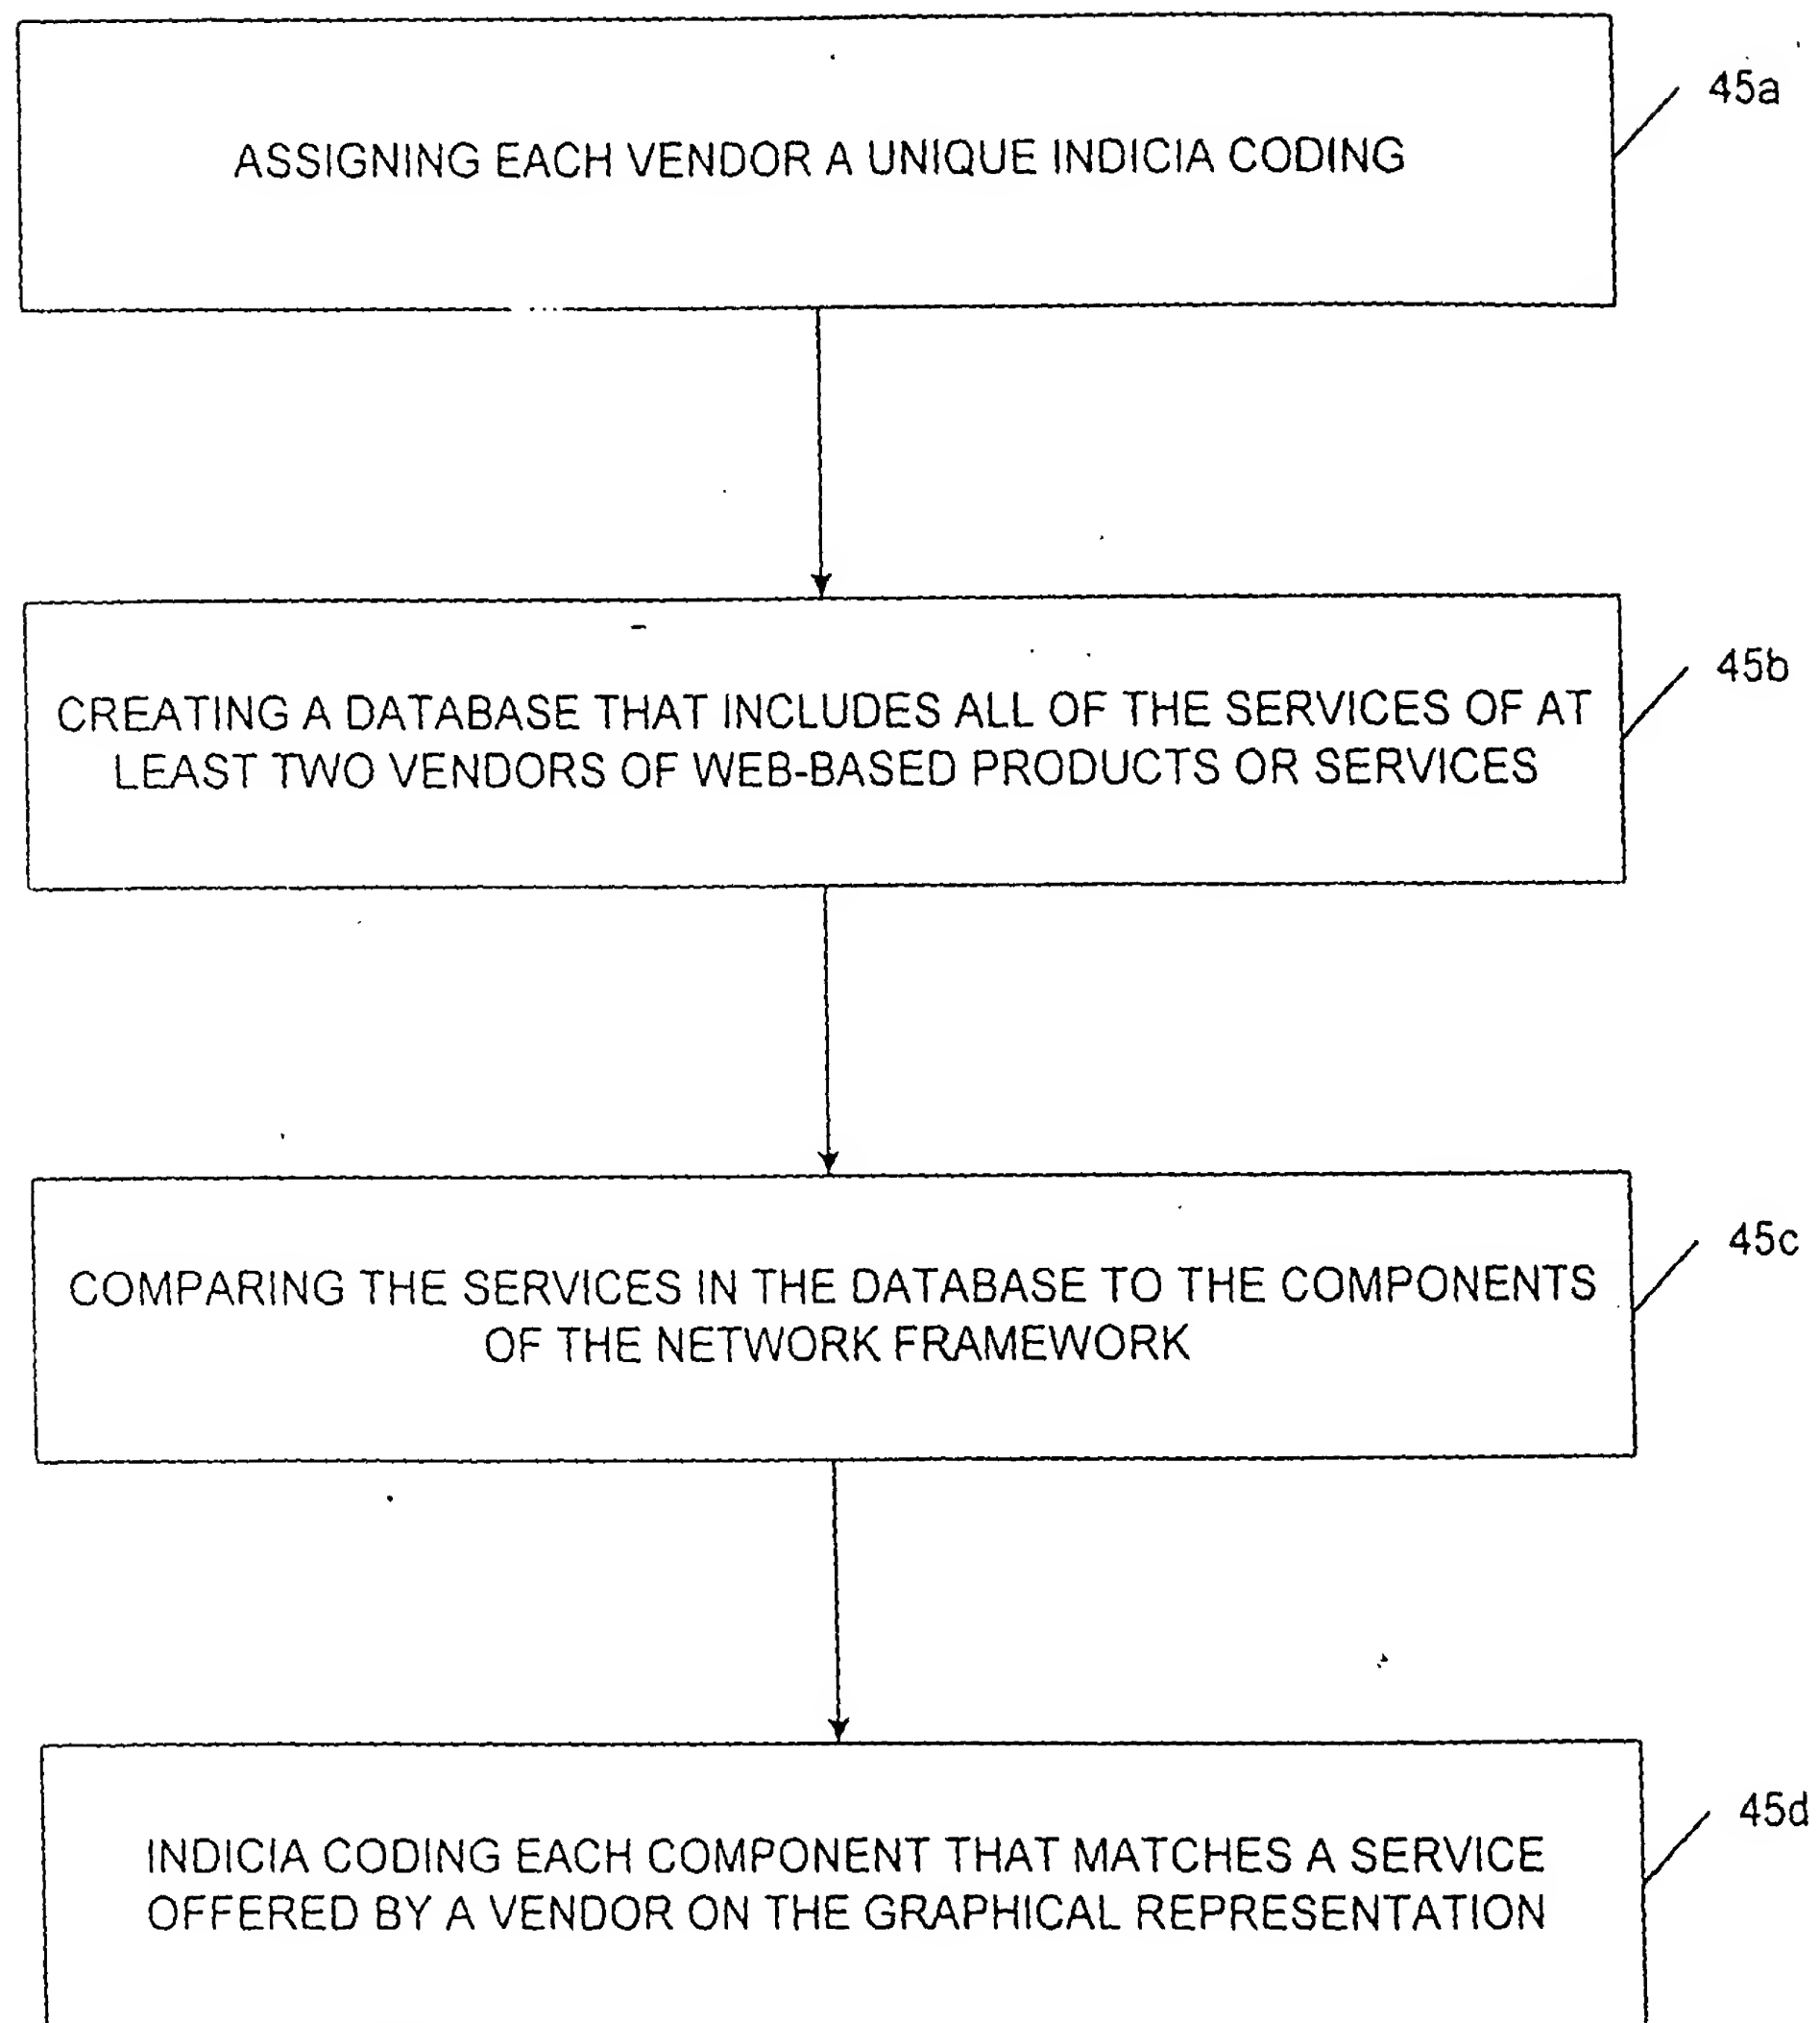 45a
ASSIGNING EACH VENDOR A UNIQUE INDICIA CODING
45b
CREATING A DATABASE THAT INCLUDES ALL OF THE SERVICES OF AT
LEAST TWO VENDORS OF WEB-BASED PRODUCTS OR SERVICES
45c
COMPARING THE SERVICES IN THE DATABASE TO THE COMPONENTS
OF THE NETWORK FRAMEWORK
45d
INDICIA CODING EACH COMPONENT THAT MATCHES A SERVICE
OFFERED BY A VENDOR ON THE GRAPHICAL REPRESENTATION